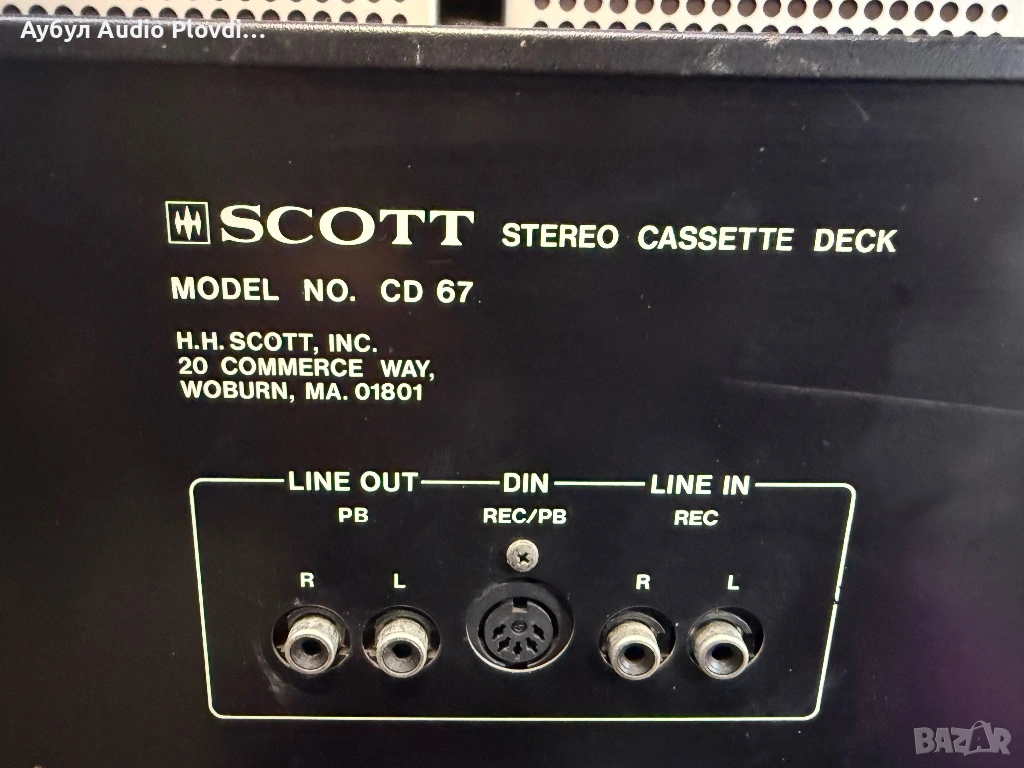 Аубул Audio Plovdi...
SCOTT STEREO CASSETTE DECK
MODEL NO. CD 67
H.H. SCOTT, INC.
20 COMMERCE WAY,
WOBURN, MA. 01801
LINE OUT DIN LINE IN
PB REC/PB REC
R L R L
BAZAR